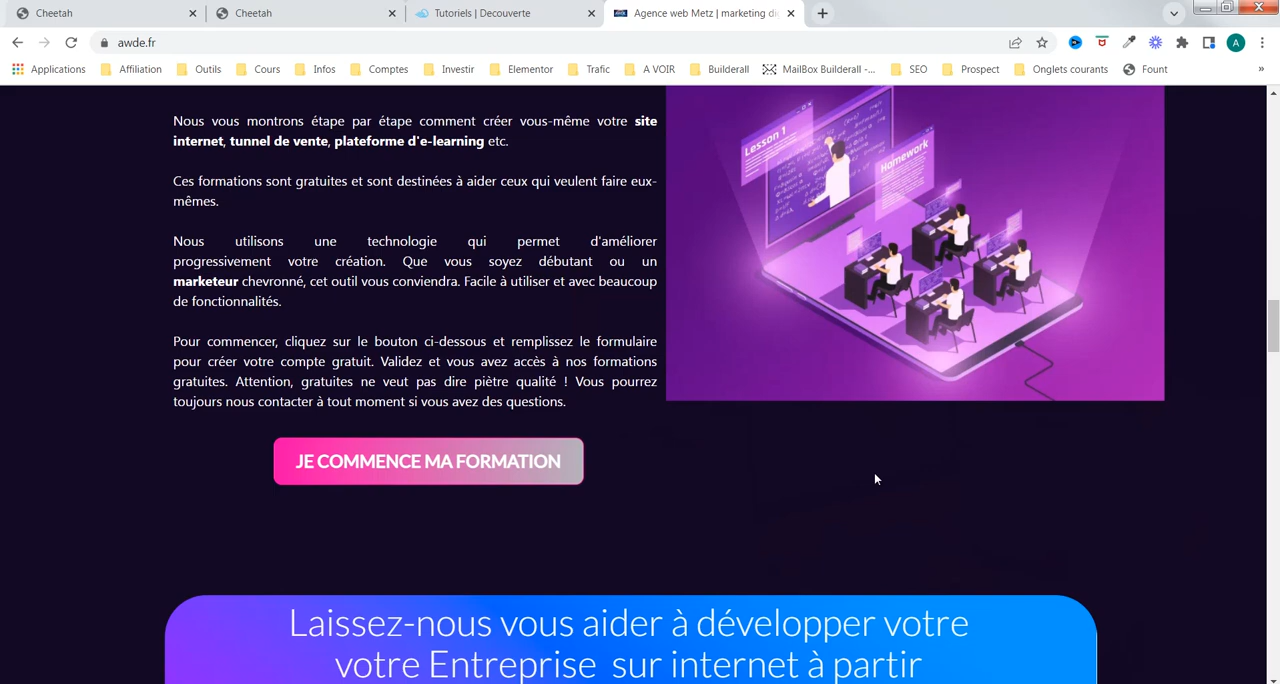 Cheetah
Cheetah
Tutoriels | Decouverte
Agence web Metz | marketing di
awde.fr
A
Applications
Affiliation
Outils
Cours
Infos
Comptes
Investir
Elementor
Trafic
A VOIR
Builderall
MailBox Builderall -...
SEO
Prospect
Onglets courants
Fount
»
Nous vous montrons étape par étape comment créer vous-même votre site
internet, tunnel de vente, plateforme d'e-learning etc.
Ces formations sont gratuites et sont destinées à aider ceux qui veulent faire eux-
mêmes.
Nous utilisons une technologie qui permet d'améliorer
progressivement votre création. Que vous soyez débutant ou un
marketeur chevronné, cet outil vous conviendra. Facile à utiliser et avec beaucoup
de fonctionnalités.
Pour commencer, cliquez sur le bouton ci-dessous et remplissez le formulaire
pour créer votre compte gratuit. Validez et vous avez accès à nos formations
gratuites. Attention, gratuites ne veut pas dire piètre qualité ! Vous pourrez
toujours nous contacter à tout moment si vous avez des questions.
Lesson 1
Homework
JE COMMENCE MA FORMATION
Laissez-nous vous aider à développer votre
votre Entreprise sur internet à partir